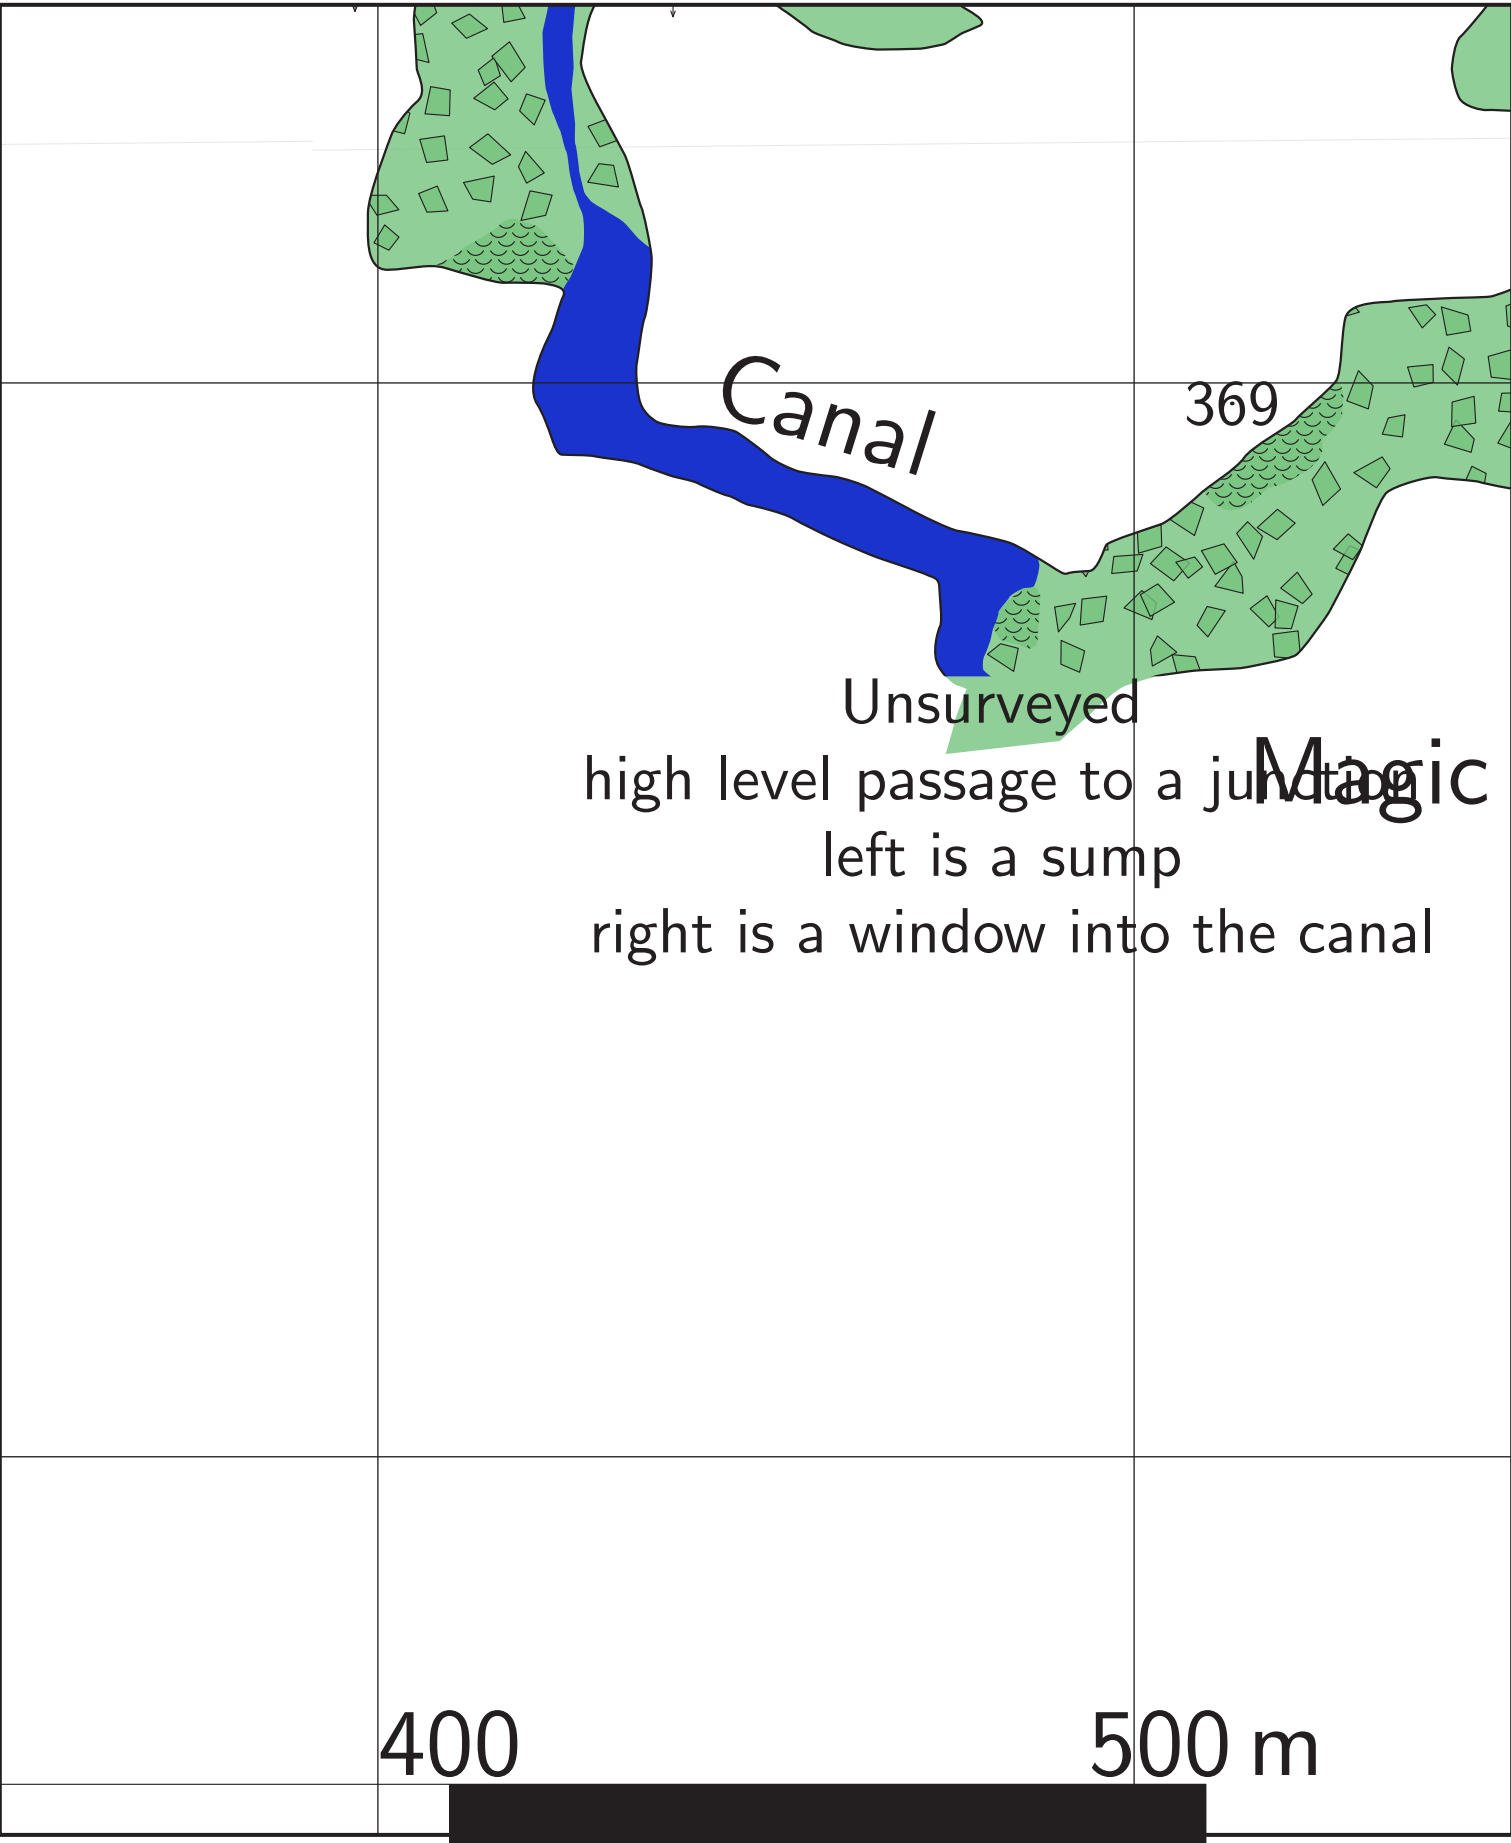 Canal
369
Unsurveyed
high level passage to a junction
Magic
left is a sump
right is a window into the canal
400
500 m